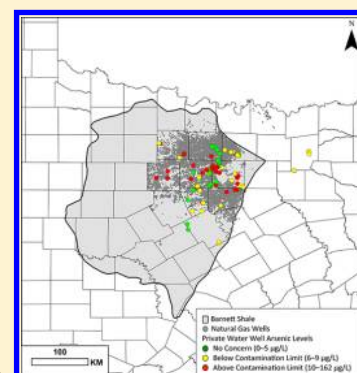 N
Barnett Shale
Natural Gas Wells
Private Water Well Arsenic Levels
No Concern (0–5 µg/L)
Below Contamination Limit (6–9 µg/L)
Above Contamination Limit (10–162 µg/L)
100
KM